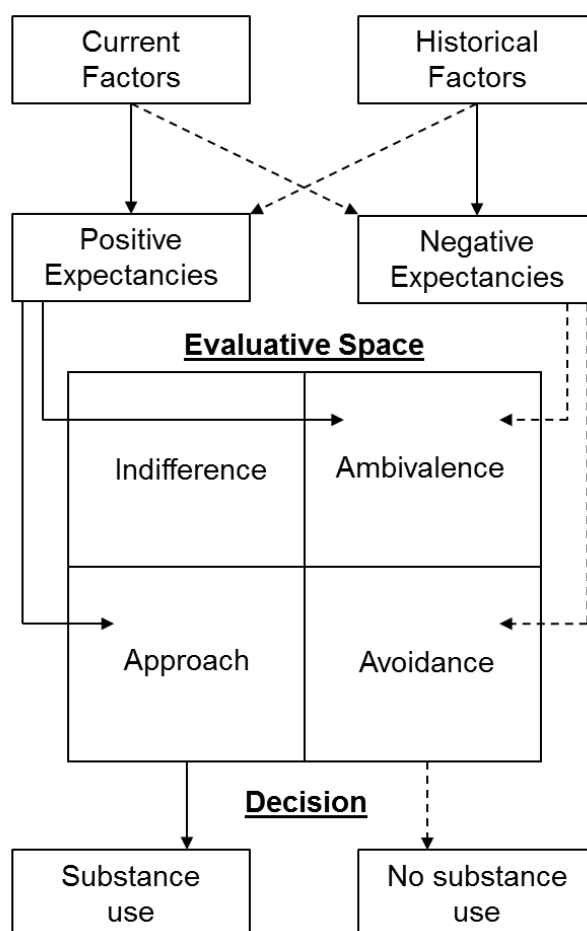 Current
Factors
Historical
Factors
Positive
Expectancies
Negative
Expectancies
Evaluative Space
Indifference
Ambivalence
Approach
Avoidance
Decision
Substance
use
No substance
use